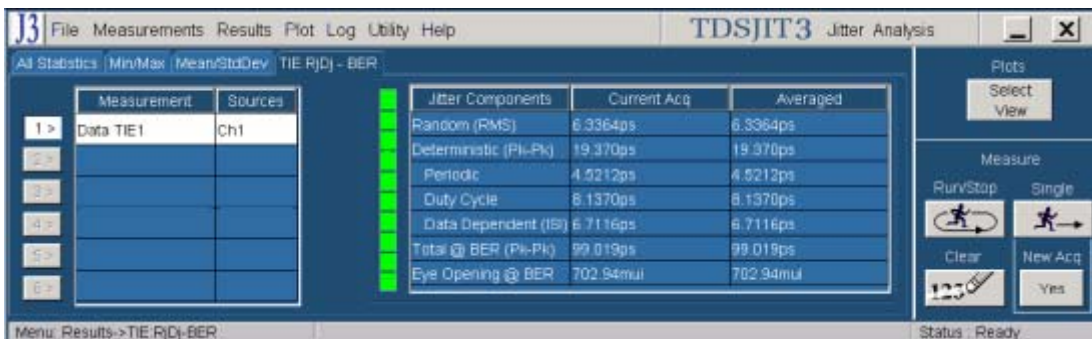 J3 File Measurements Results Plot Log Utility Help TDSJIT3 Jitter Analysis
All Statistics Min/Max Mean/StdDev TIE RjDj - BER
Measurement Sources
1 > Data TIE1 Ch1
2 >
3 >
4 >
5 >
6 >
Jitter Components Current Acq Averaged
Random (RMS) 6.3364ps 6.3364ps
Deterministic (Pk-Pk) 19.370ps 19.370ps
Periodic 4.5212ps 4.5212ps
Duty Cycle 8.1370ps 8.1370ps
Data Dependent (ISI) 6.7116ps 6.7116ps
Total @ BER (Pk-Pk) 99.019ps 99.019ps
Eye Opening @ BER 702.94mui 702.94mui
Plots
Select
View
Measure
Run/Stop Single
Clear New Acq
123 Yes
Menu: Results->TIE:RjDj-BER Status : Ready